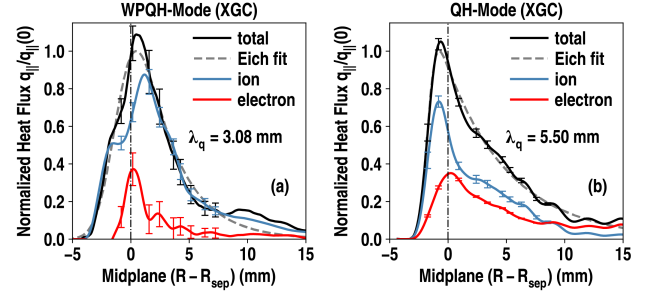 WPQH-Mode (XGC)
Normalized Heat Flux q||/q||(0)
1.0
0.8
0.6
0.4
0.2
0.0
total
Eich fit
ion
electron
λq = 3.08 mm
(a)
−5
0
5
10
15
Midplane (R − Rsep) (mm)
QH-Mode (XGC)
Normalized Heat Flux q||/q||(0)
1.0
0.8
0.6
0.4
0.2
0.0
total
Eich fit
ion
electron
λq = 5.50 mm
(b)
−5
0
5
10
15
Midplane (R − Rsep) (mm)